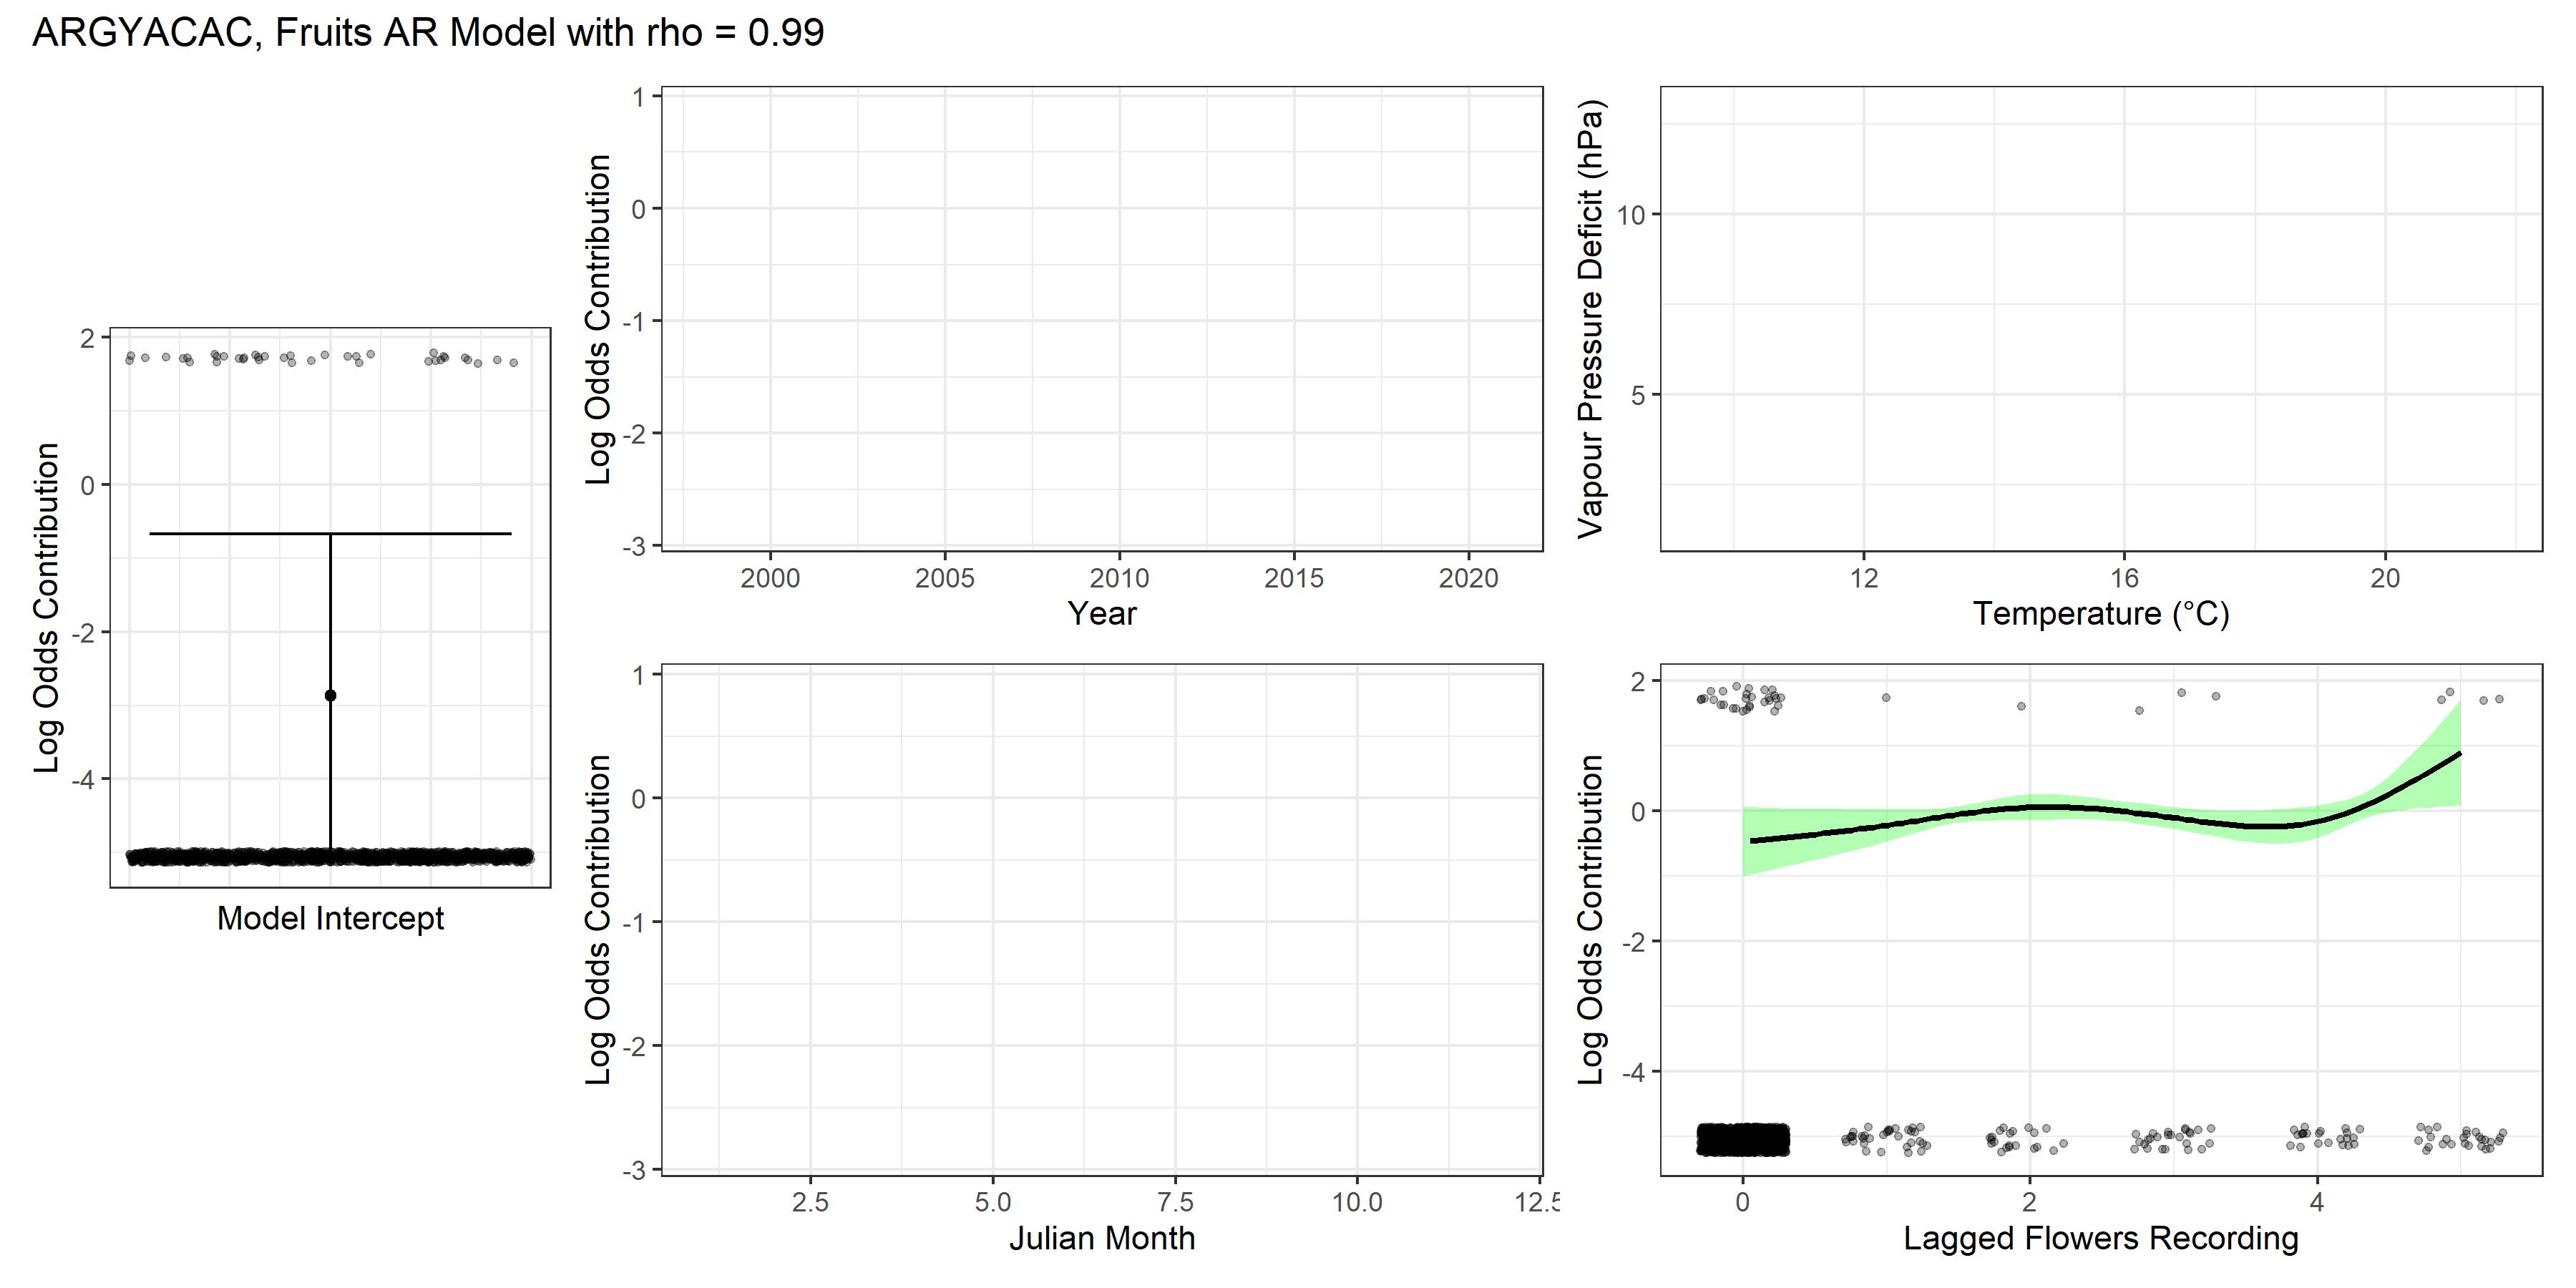 ARGYACAC, Fruits AR Model with rho = 0.99
Log Odds Contribution
2
0
-2
-4
Model Intercept
Log Odds Contribution
1
0
-1
-2
-3
2000 2005 2010 2015 2020
Year
Vapour Pressure Deficit (hPa)
10
5
12 16 20
Temperature (°C)
Log Odds Contribution
1
0
-1
-2
-3
2.5 5.0 7.5 10.0 12.5
Julian Month
Log Odds Contribution
2
0
-2
-4
0 2 4
Lagged Flowers Recording